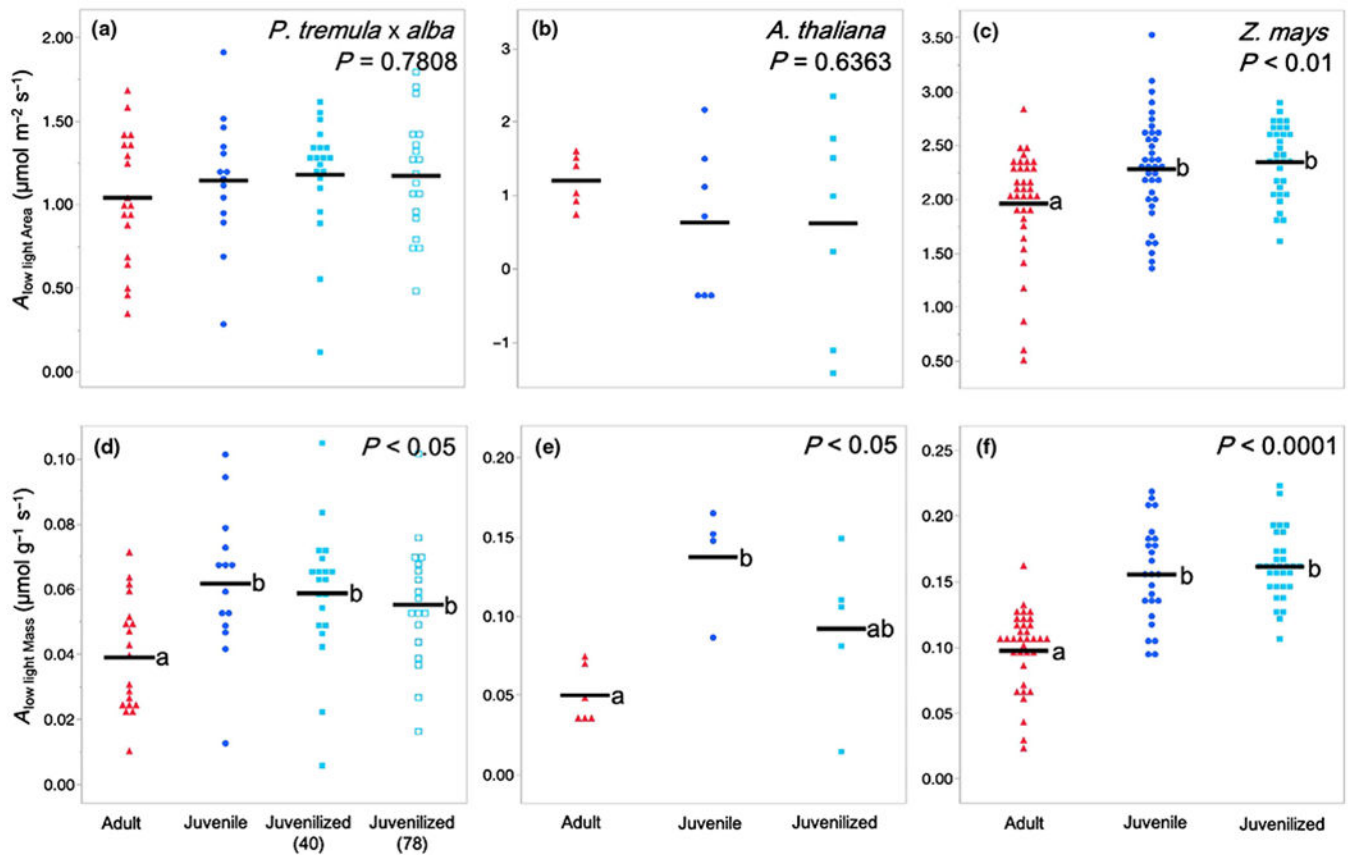 (a)
P. tremula x alba
P = 0.7808
A low light Area (µmol m⁻² s⁻¹)
2.00
1.50
1.00
0.50
0.00
(b)
A. thaliana
P = 0.6363
3
2
1
0
−1
(c)
Z. mays
P < 0.01
3.50
3.00
2.50
2.00
1.50
1.00
0.50
a
b
b
(d)
P < 0.05
A low light Mass (µmol g⁻¹ s⁻¹)
0.10
0.08
0.06
0.04
0.02
0.00
a
b
b
b
Adult
Juvenile
Juvenilized
(40)
Juvenilized
(78)
(e)
P < 0.05
0.20
0.15
0.10
0.05
0.00
a
b
ab
Adult
Juvenile
Juvenilized
(f)
P < 0.0001
0.25
0.20
0.15
0.10
0.05
0.00
a
b
b
Adult
Juvenile
Juvenilized